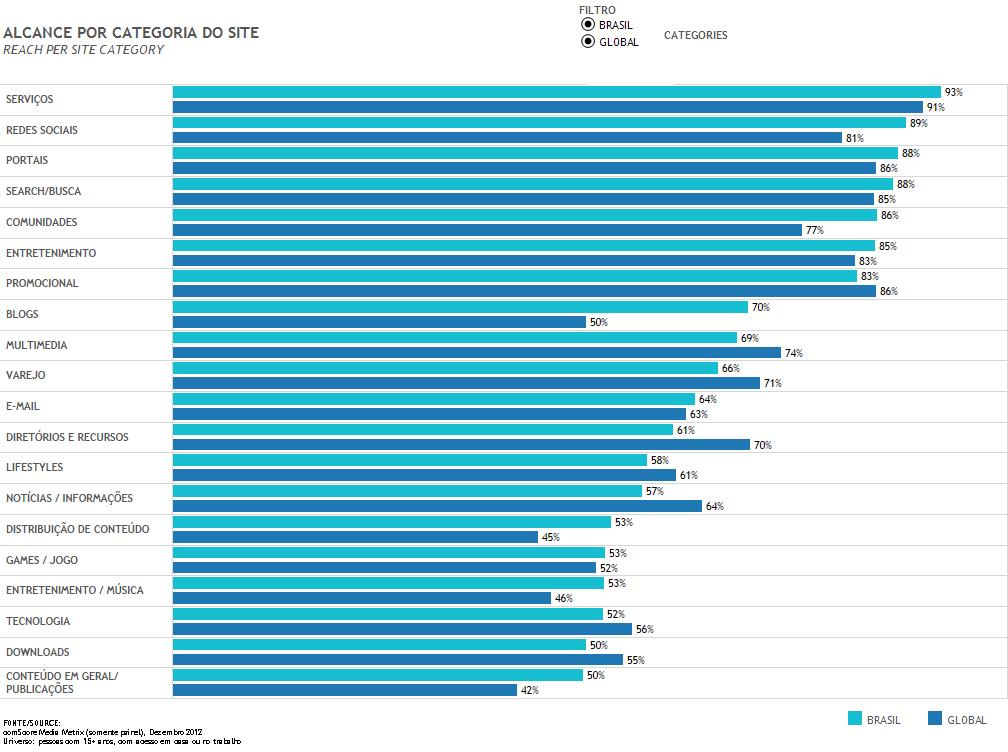 ALCANCE POR CATEGORIA DO SITE
REACH PER SITE CATEGORY
FILTRO
BRASIL
GLOBAL
CATEGORIES
SERVIÇOS
93%
91%
REDES SOCIAIS
89%
81%
PORTAIS
88%
86%
SEARCH/BUSCA
88%
85%
COMUNIDADES
86%
77%
ENTRETENIMENTO
85%
83%
PROMOCIONAL
83%
86%
BLOGS
70%
50%
MULTIMEDIA
69%
74%
VAREJO
66%
71%
E-MAIL
64%
63%
DIRETÓRIOS E RECURSOS
61%
70%
LIFESTYLES
58%
61%
NOTÍCIAS / INFORMAÇÕES
57%
64%
DISTRIBUIÇÃO DE CONTEÚDO
53%
45%
GAMES / JOGO
53%
52%
ENTRETENIMENTO / MÚSICA
53%
46%
TECNOLOGIA
52%
56%
DOWNLOADS
50%
55%
CONTEÚDO EM GERAL/
PUBLICAÇÕES
50%
42%
BRASIL
GLOBAL
FONTE/SOURCE:
comScore Media Metrix (somente painel), Dezembro 2012
Universo: pessoas com 15+ anos, com acesso em casa ou no trabalho